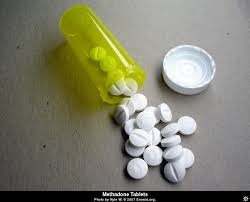 Methadone Tablets
Photo by Kyle W. © 2007 Erowid.org